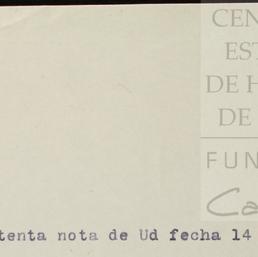 CEN
EST
DE H
DE
FUN
Ca
tenta nota de Ud fecha 14